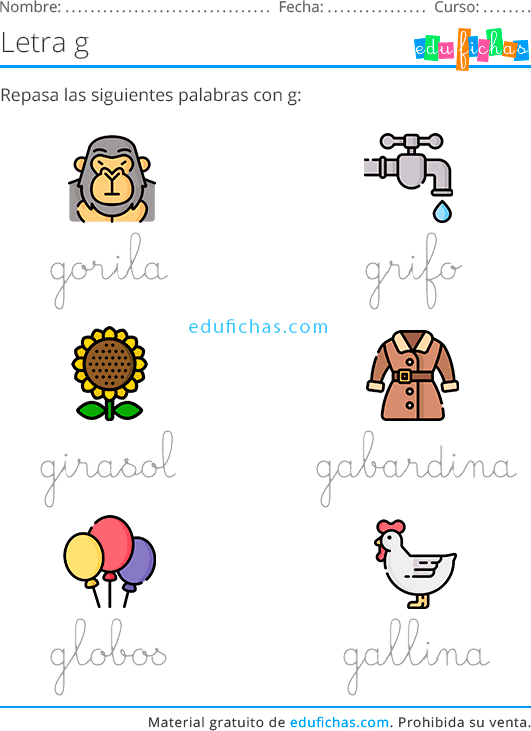 Nombre: ................................ Fecha: ................ Curso: ........
Letra g
edufichas
Repasa las siguientes palabras con g:
gorila grifo
edufichas.com
girasol gabardina
globos gallina
Material gratuito de edufichas.com. Prohibida su venta.